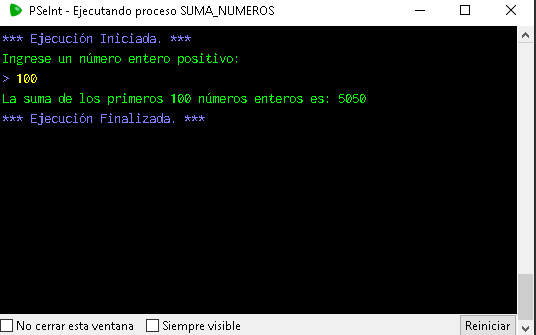 PSeInt - Ejecutando proceso SUMA_NUMEROS
*** Ejecución Iniciada. ***
Ingrese un número entero positivo:
> 100
La suma de los primeros 100 números enteros es: 5050
*** Ejecución Finalizada. ***
No cerrar esta ventana Siempre visible Reiniciar